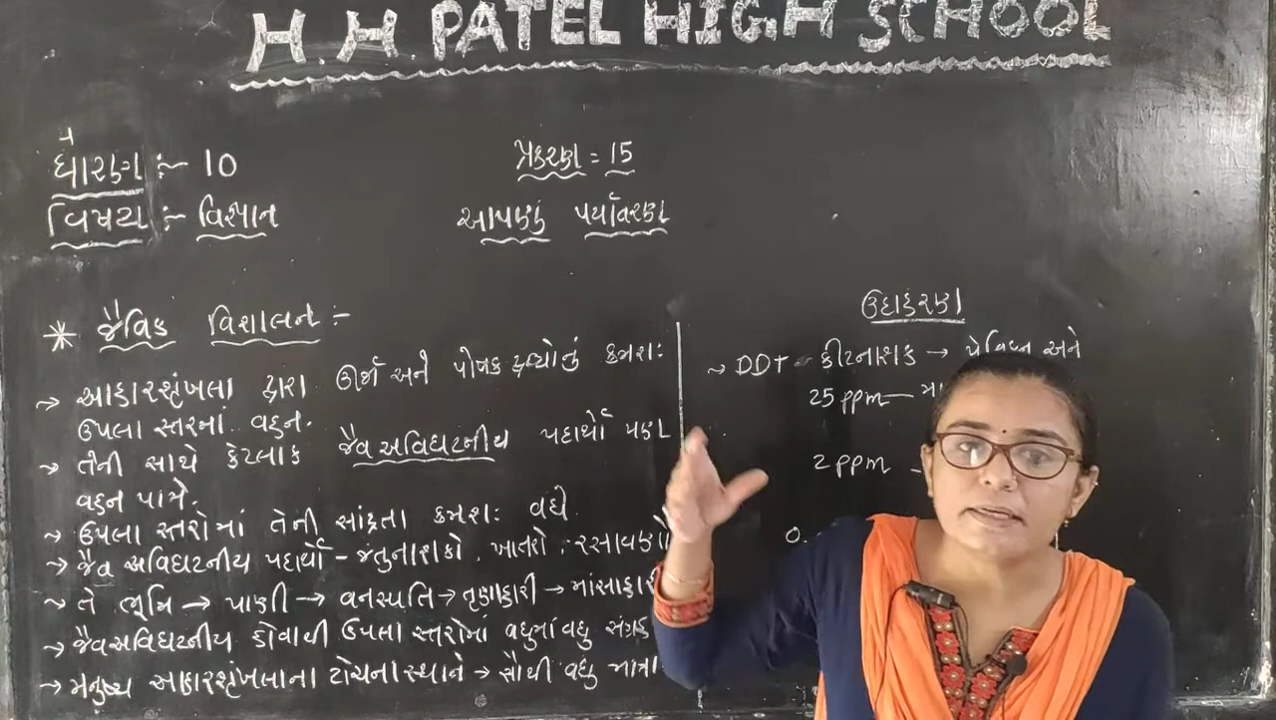 H. H PATEL HIGH SCHOOL
ધોરણ :- 10
વિષય :- વિજ્ઞાન
પ્રકરણ = 15
આપણું પર્યાવરણ
* જૈવિક વિશાલન :-
→ આહારશૃંખલા દ્વારા ઊર્જા અને પોષક દ્રવ્યોનું ક્રમશઃ
ઉપલા સ્તરનાં વહન.
→ તેની સાથે કેટલાક જૈવ અવિઘટનીય પદાર્થો પણ
વહન પામે.
→ ઉપલા સ્તરોમાં તેની સાંદ્રતા ક્રમશઃ વધે
→ જૈવ અવિઘટનીય પદાર્થો - જંતુનાશકો, ખાતરો, રસાયણો
→ તે ભૂમિ → પાણી → વનસ્પતિ → તૃણાહારી → માંસાહારી
→ જૈવઅવિઘટનીય હોવાથી ઉપલા સ્તરોમાં વધુમાં વધુ સંગ્રહ
→ મનુષ્ય આહારશૃંખલાના ટોચના સ્થાને → સૌથી વધુ માત્રા
ઉદાહરણ
→ DDT - કીટનાશક → અને
25 ppm
2 ppm -
0.